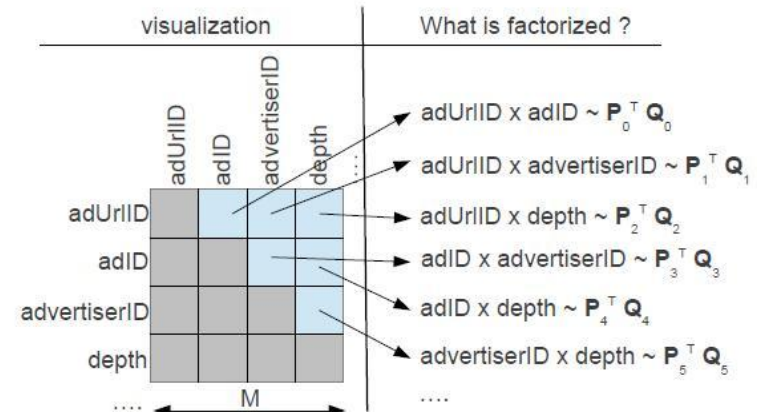 visualization
What is factorized ?
adUrlID
adID
advertiserID
depth
....
adUrlID
adID
advertiserID
depth
....
M
adUrlID x adID ~ P₀ᵀ Q₀
adUrlID x advertiserID ~ P₁ᵀ Q₁
adUrlID x depth ~ P₂ᵀ Q₂
adID x advertiserID ~ P₃ᵀ Q₃
adID x depth ~ P₄ᵀ Q₄
advertiserID x depth ~ P₅ᵀ Q₅
....